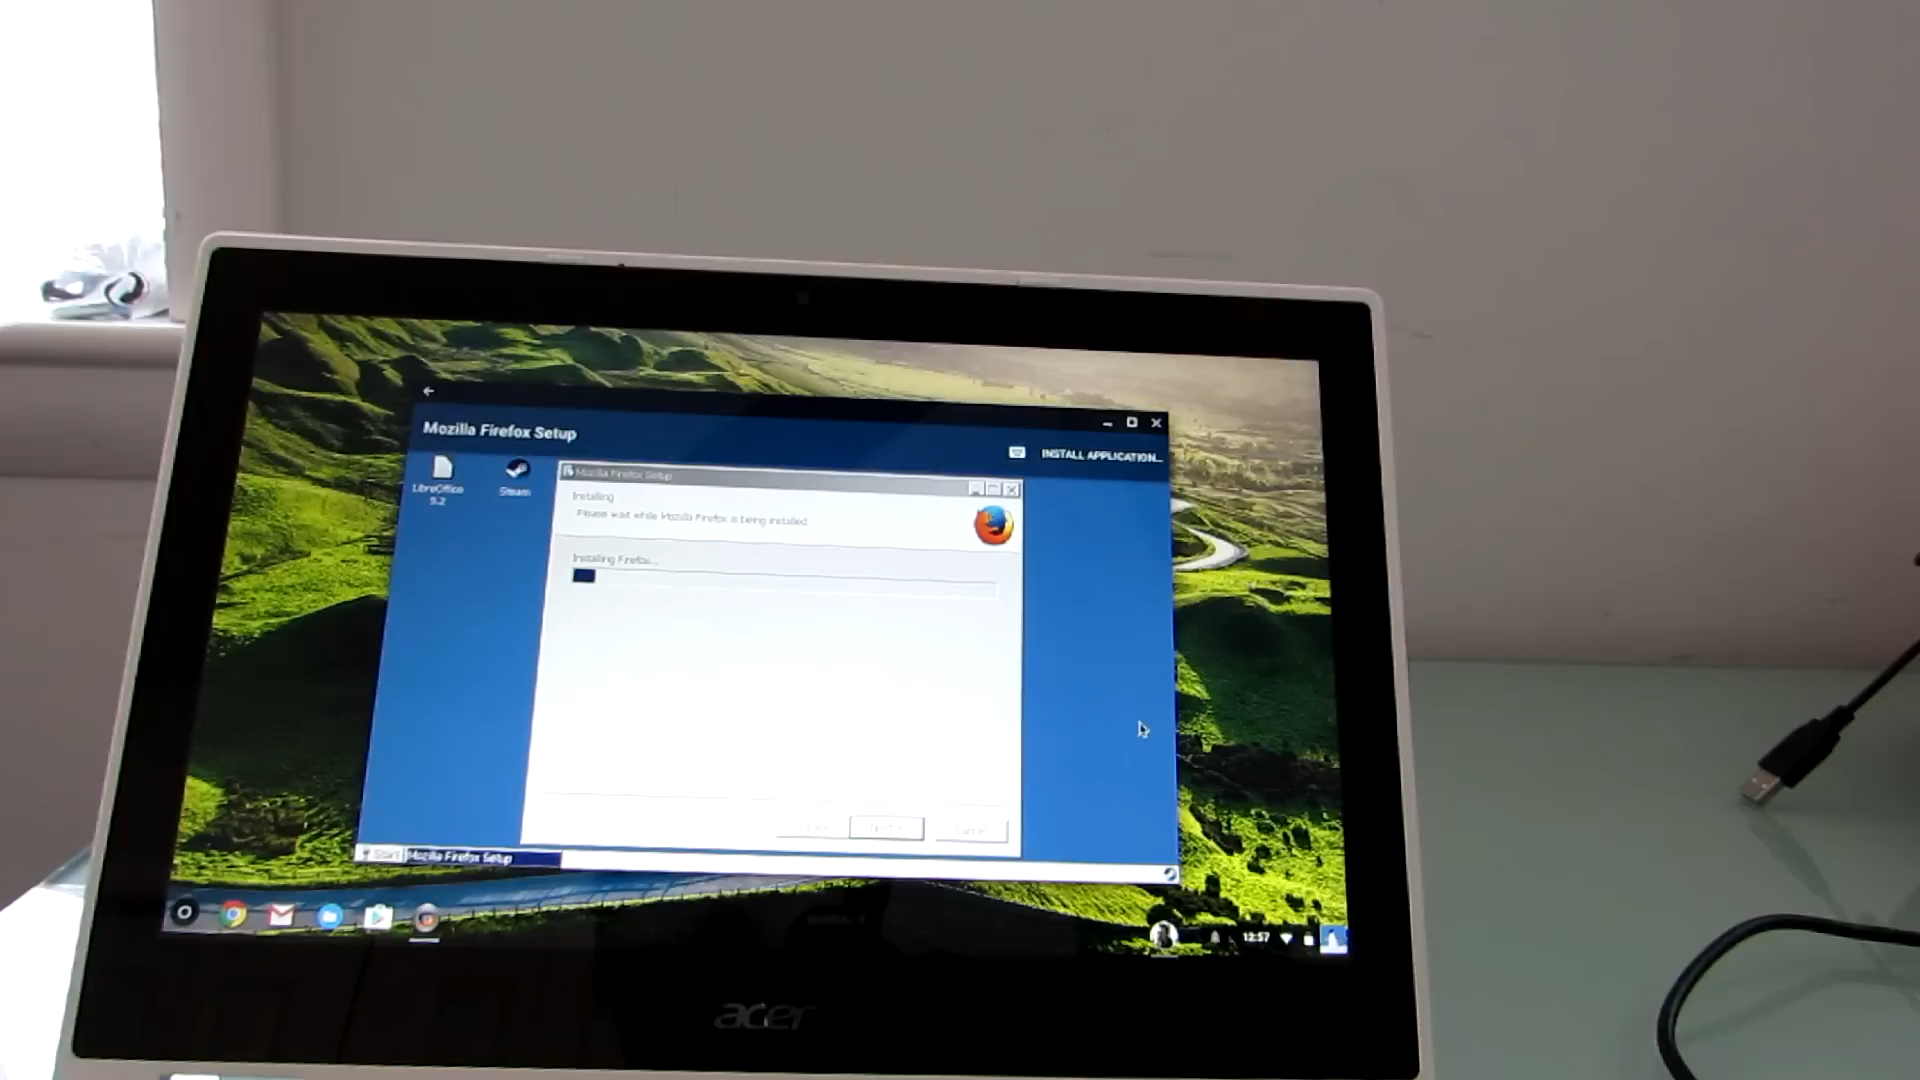 Mozilla Firefox Setup
INSTALL APPLICATION...
LibreOffice
5.2
Steam
Mozilla Firefox Setup
Installing
Please wait while Mozilla Firefox is being installed.
Installing Firefox...
Cancel
Start
Mozilla Firefox Setup
12:57
acer